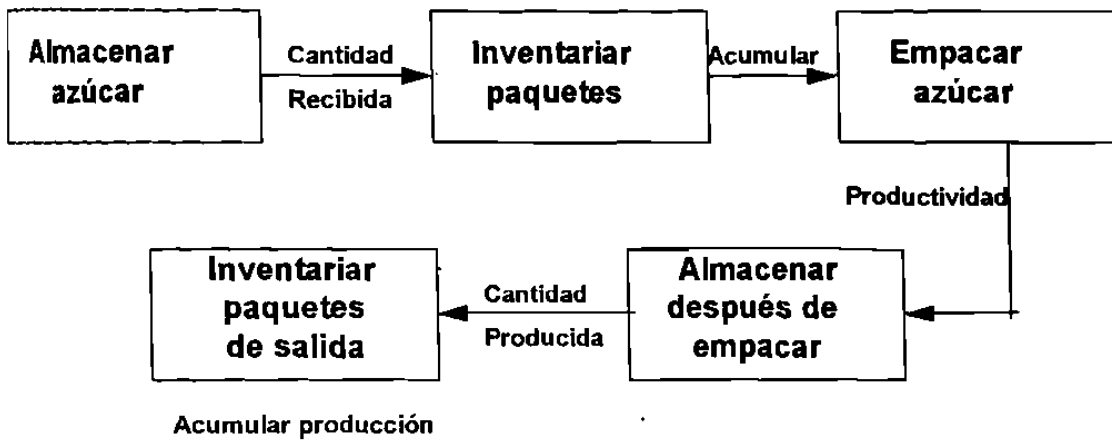 Almacenar
azúcar
Cantidad
Recibida
Inventariar
paquetes
Acumular
Empacar
azúcar
Productividad
Almacenar
después de
empacar
Cantidad
Producida
Inventariar
paquetes
de salida
Acumular producción